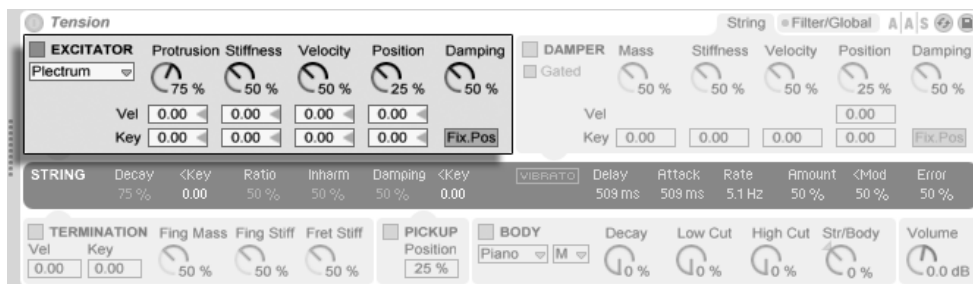 Tension String Filter/Global A A S
EXCITATOR Protrusion Stiffness Velocity Position Damping
Plectrum
75 % 50 % 50 % 25 % 50 %
Vel 0.00 0.00 0.00 0.00
Key 0.00 0.00 0.00 0.00 Fix.Pos
DAMPER Mass Stiffness Velocity Position Damping
Gated
50 % 50 % 50 % 25 % 50 %
Vel 0.00
Key 0.00 0.00 0.00 0.00 Fix.Pos
STRING Decay <Key Ratio Inharm Damping <Key VIBRATO Delay Attack Rate Amount <Mod Error
75 % 0.00 50 % 50 % 50 % 0.00 509 ms 509 ms 5.1 Hz 50 % 50 % 50 %
TERMINATION Fing Mass Fing Stiff Fret Stiff
Vel Key
0.00 0.00 50 % 50 % 50 %
PICKUP
Position
25 %
BODY Decay Low Cut High Cut Str/Body Volume
Piano M
0 % 0 % 0 % 0 % 0.0 dB